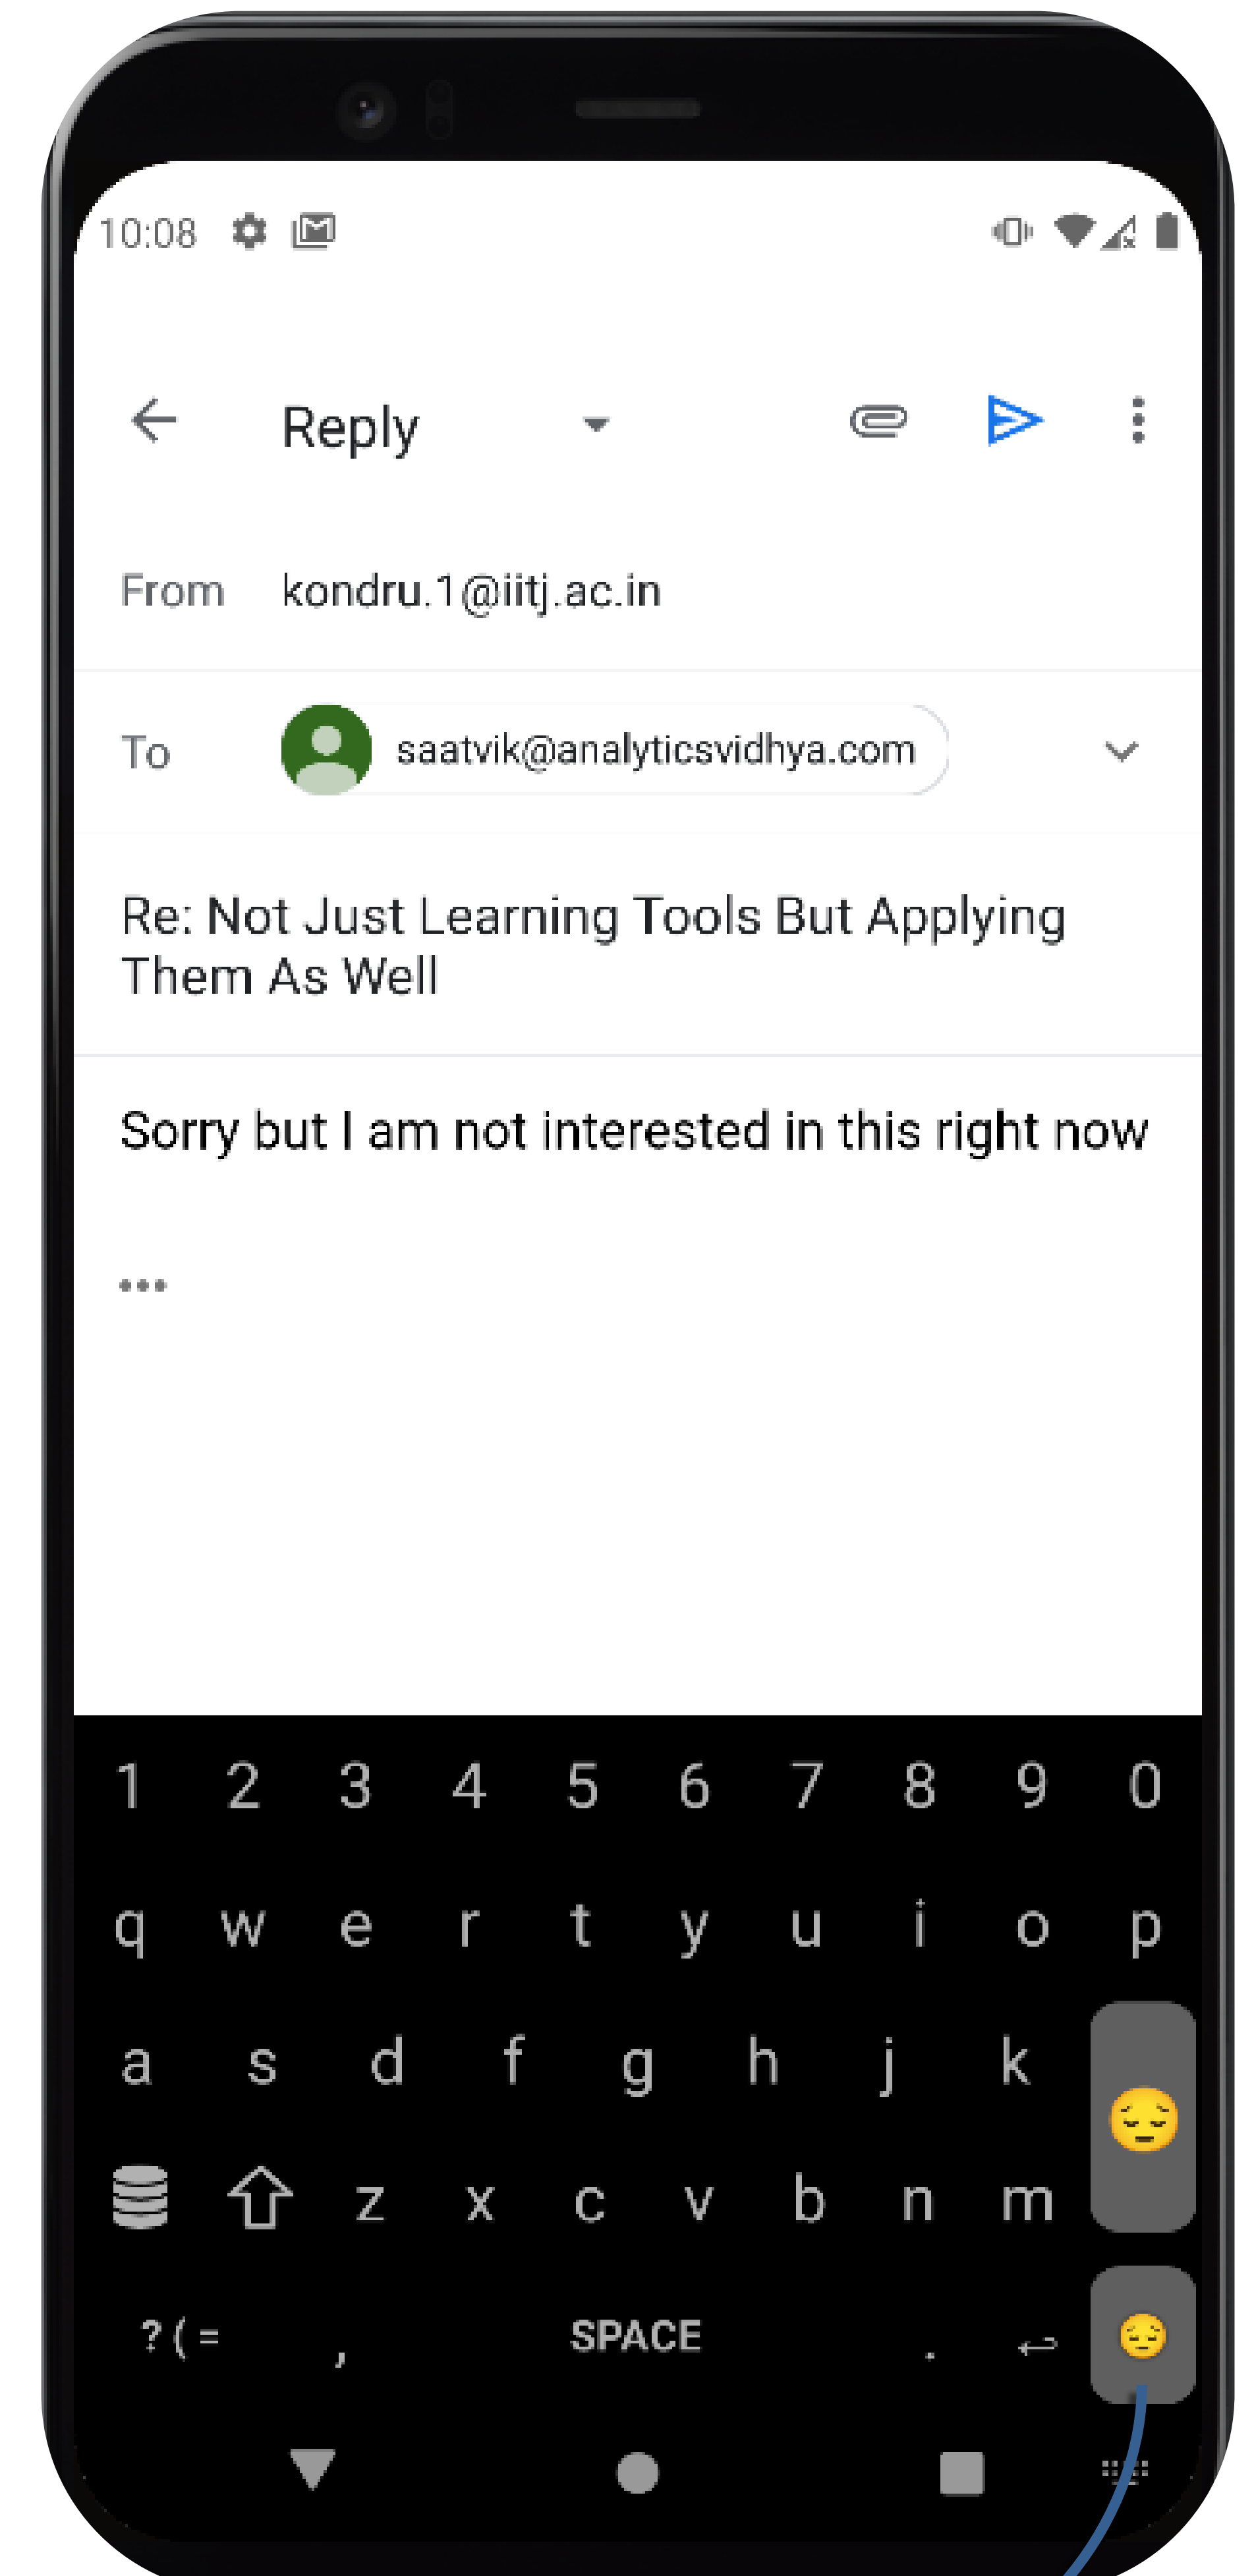 10:08
Reply
From kondru.1@iitj.ac.in
To saatvik@analyticsvidhya.com
Re: Not Just Learning Tools But Applying
Them As Well
Sorry but I am not interested in this right now
•••
1 2 3 4 5 6 7 8 9 0
q w e r t y u i o p
a s d f g h j k
z x c v b n m
?(= , SPACE .